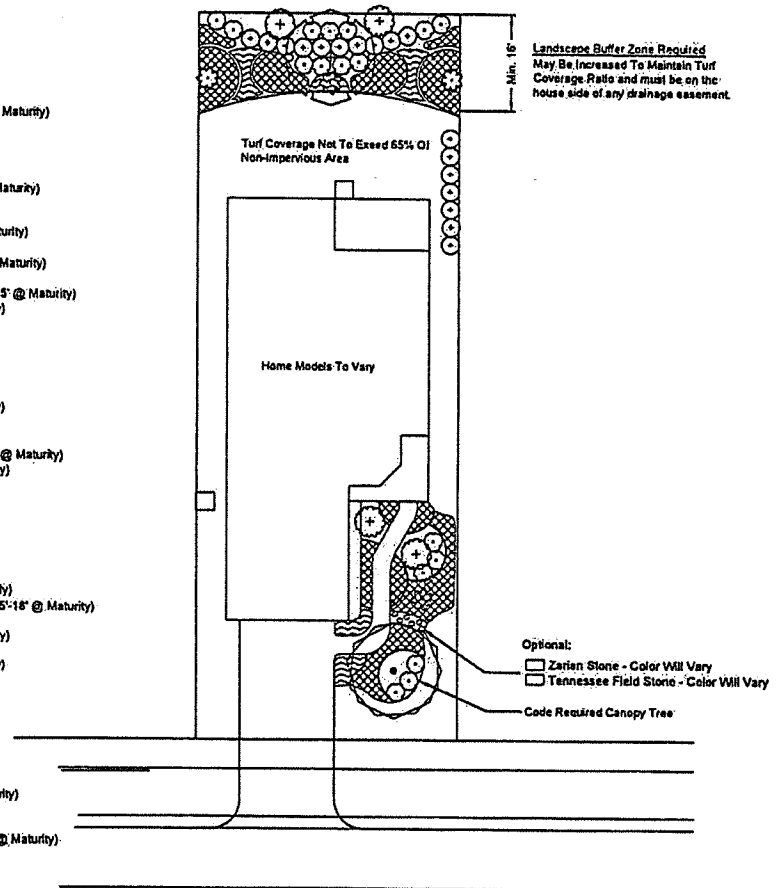 Min. 16'
Landscape Buffer Zone Required
May Be Increased To Maintain Turf
Coverage Ratio and must be on the
house side of any drainage easement.
Maturity)
Turf Coverage Not To Exeed 65% Of
Non-Impervious Area
laturity)
turity)
Maturity)
5' @ Maturity)
)
Home Models To Vary
)
@ Maturity)
y)
ty)
5'-18" @ Maturity)
y)
)
Optional:
Zarian Stone - Color Will Vary
Tennessee Field Stone - Color Will Vary
Code Required Canopy Tree
rity)
@ Maturity)